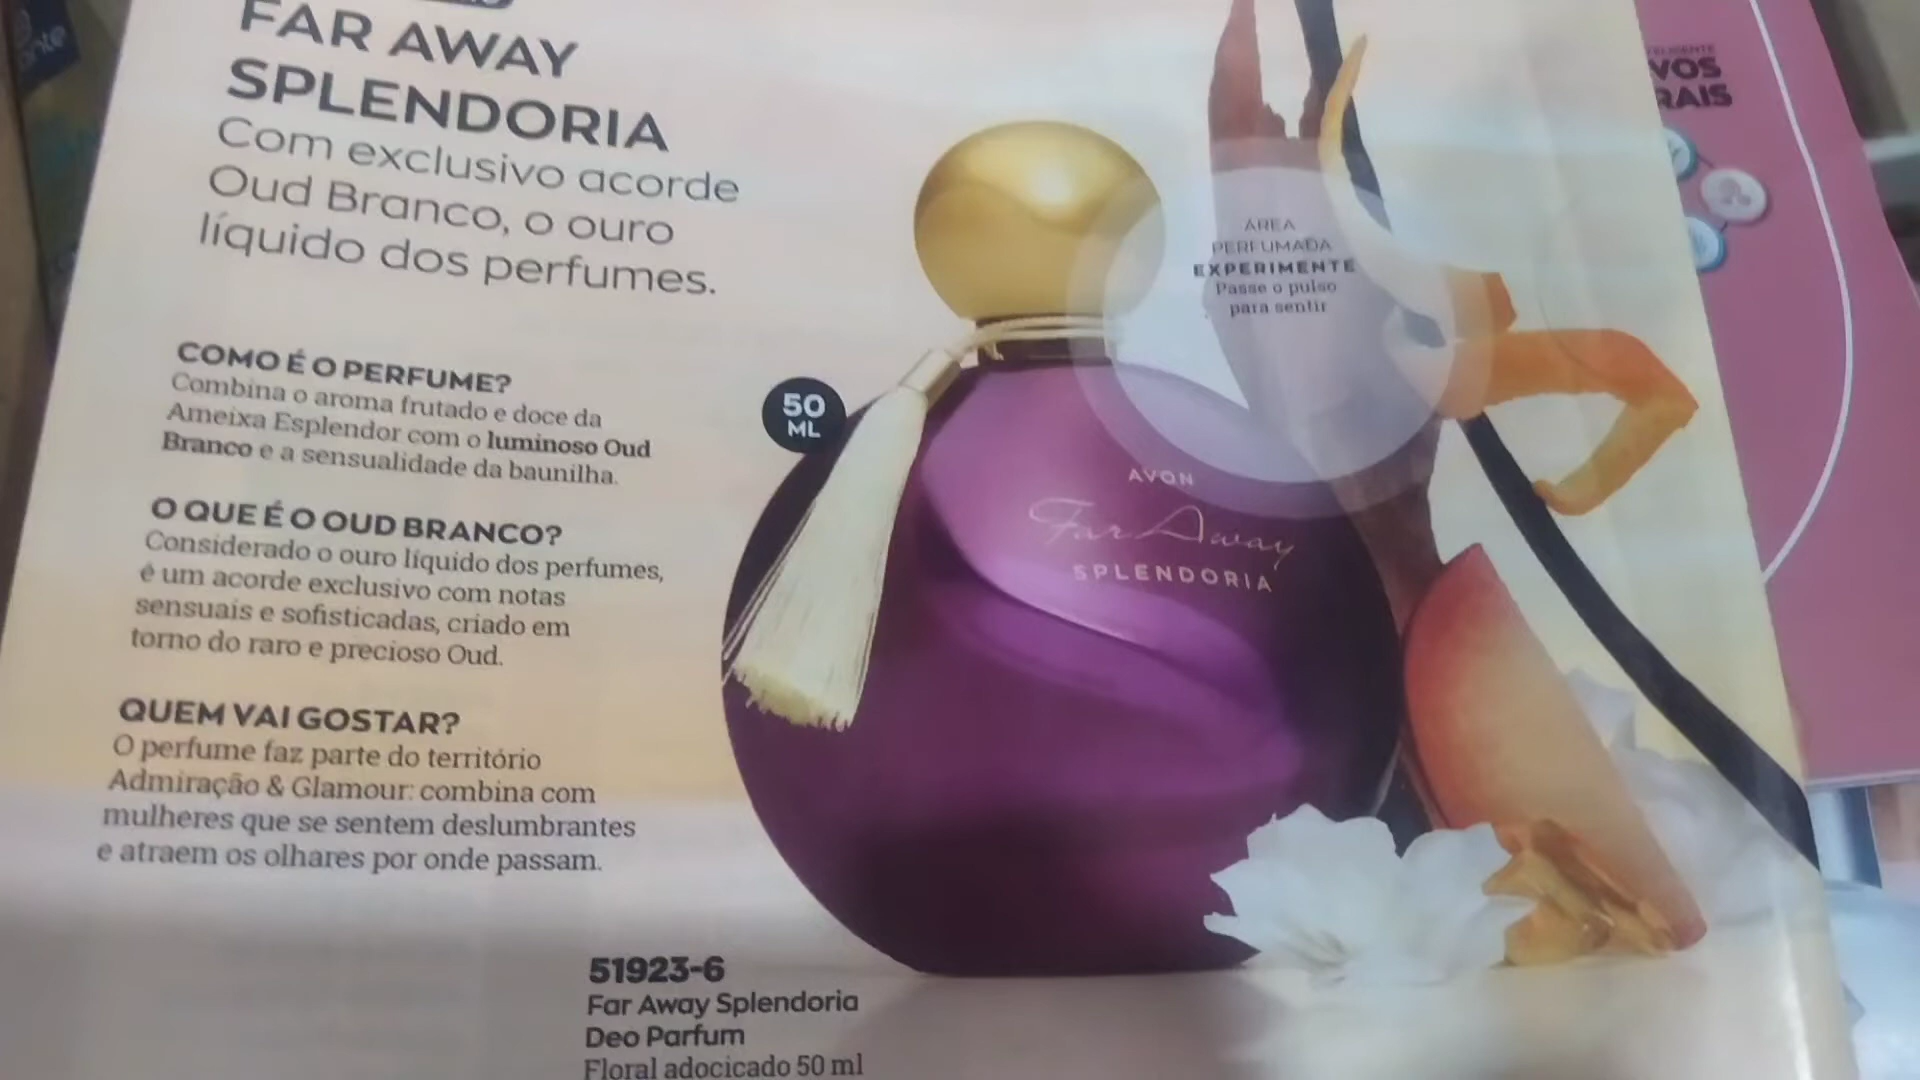 FAR AWAY
SPLENDORIA
Com exclusivo acorde
Oud Branco, o ouro
líquido dos perfumes.
COMO É O PERFUME?
Combina o aroma frutado e doce da
Ameixa Esplendor com o luminoso Oud
Branco e a sensualidade da baunilha.
O QUE É O OUD BRANCO?
Considerado o ouro líquido dos perfumes,
é um acorde exclusivo com notas
sensuais e sofisticadas, criado em
torno do raro e precioso Oud.
QUEM VAI GOSTAR?
O perfume faz parte do território
Admiração & Glamour: combina com
mulheres que se sentem deslumbrantes
e atraem os olhares por onde passam.
51923-6
Far Away Splendoria
Deo Parfum
Floral adocicado 50 ml
50
ML
ÁREA
PERFUMADA
EXPERIMENTE
Passe o pulso
para sentir
AVON
Far Away
SPLENDORIA
VOS
RAIS